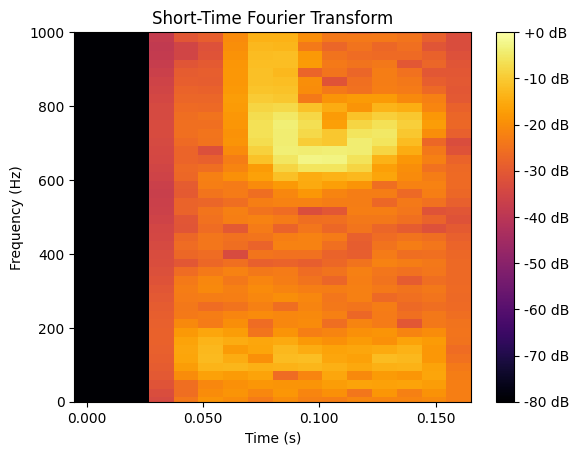 Short-Time Fourier Transform
Frequency (Hz)
1000
800
600
400
200
0
0.000
0.050
0.100
0.150
Time (s)
+0 dB
-10 dB
-20 dB
-30 dB
-40 dB
-50 dB
-60 dB
-70 dB
-80 dB